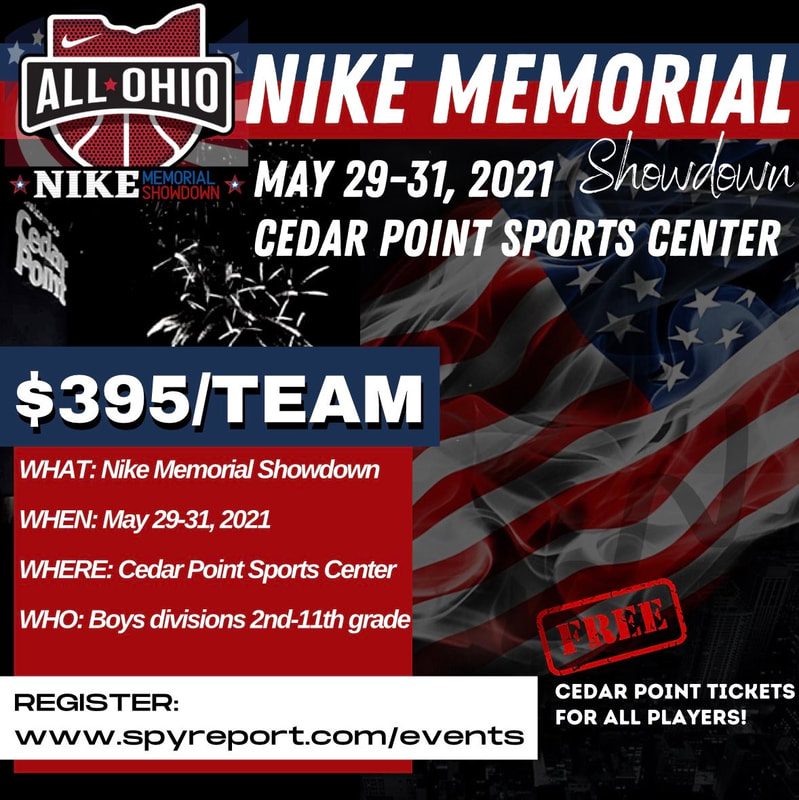 ALL★OHIO
★ NIKE MEMORIAL SHOWDOWN ★
NIKE MEMORIAL
Showdown
MAY 29-31, 2021
CEDAR POINT SPORTS CENTER
Cedar
Point
$395/TEAM
WHAT: Nike Memorial Showdown
WHEN: May 29-31, 2021
WHERE: Cedar Point Sports Center
WHO: Boys divisions 2nd-11th grade
FREE
CEDAR POINT TICKETS
FOR ALL PLAYERS!
REGISTER:
www.spyreport.com/events